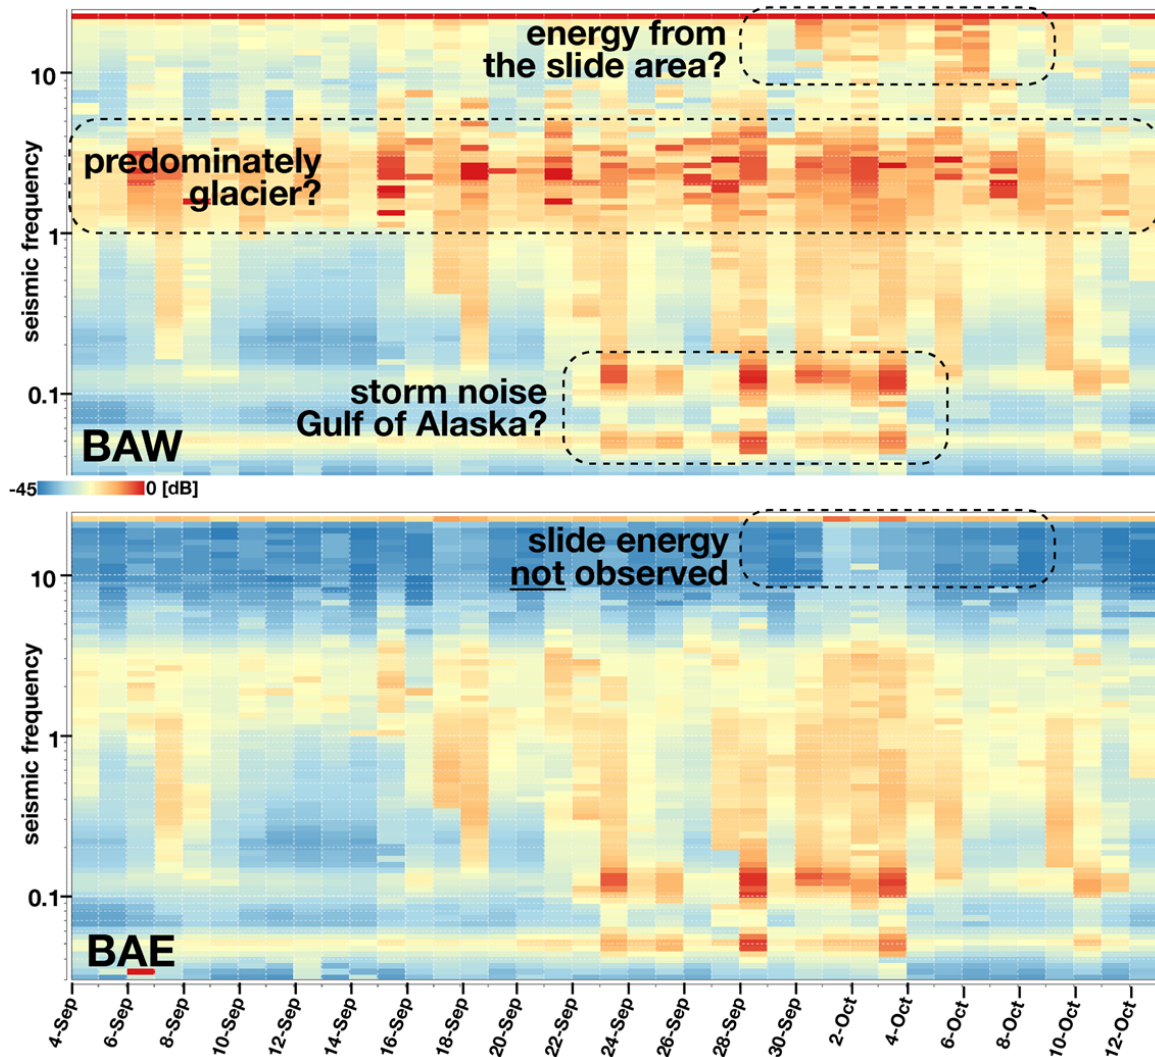 energy from
the slide area?
10
predominately
glacier?
1
seismic frequency
storm noise
Gulf of Alaska?
0.1
BAW
-45 0 [dB]
slide energy
not observed
10
1
seismic frequency
0.1
BAE
4-Sep
6-Sep
8-Sep
10-Sep
12-Sep
14-Sep
16-Sep
18-Sep
20-Sep
22-Sep
24-Sep
26-Sep
28-Sep
30-Sep
2-Oct
4-Oct
6-Oct
8-Oct
10-Oct
12-Oct